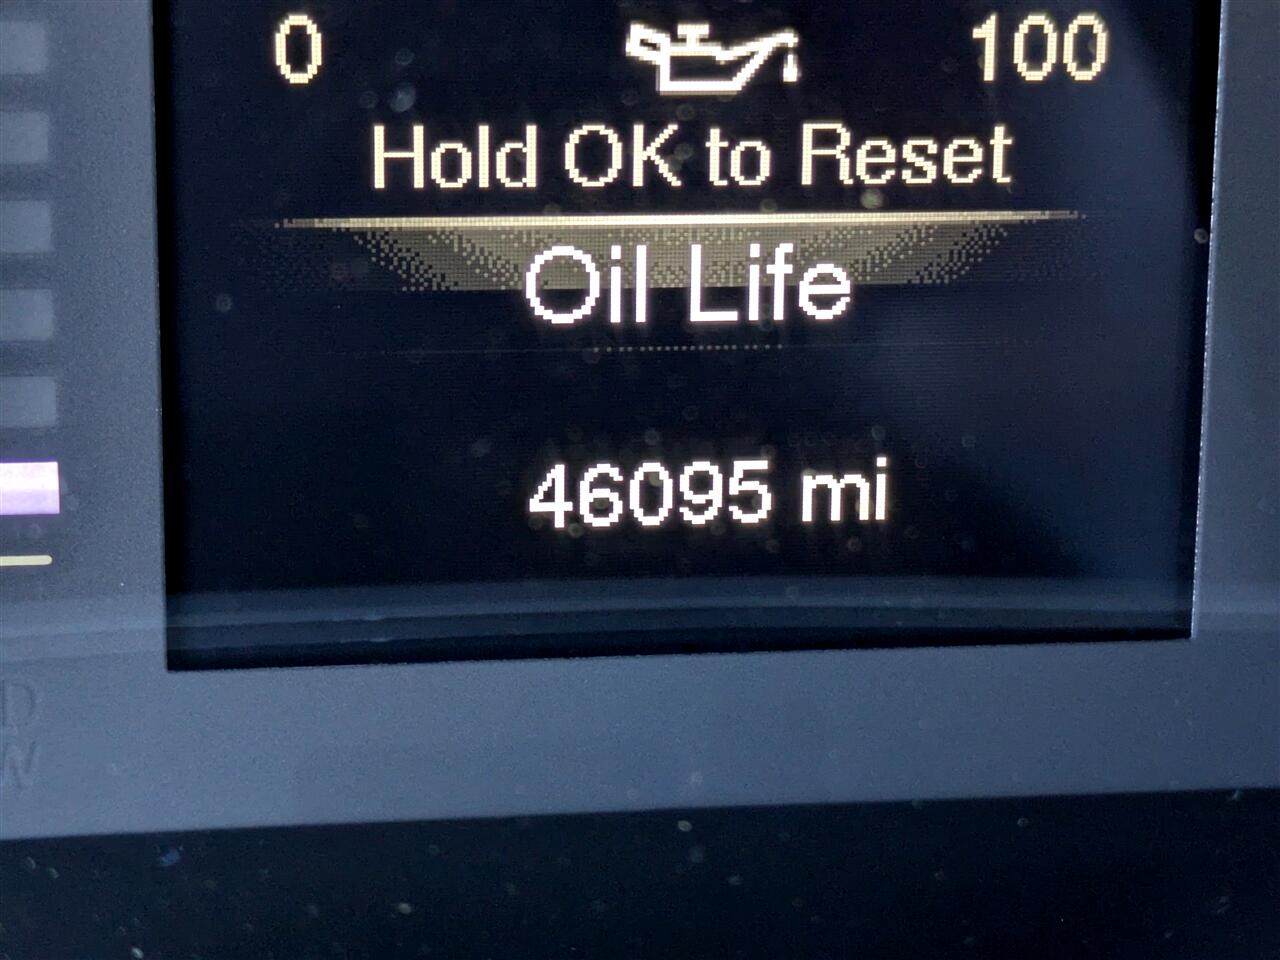 0 100
Hold OK to Reset
Oil Life
46095 mi
D
W